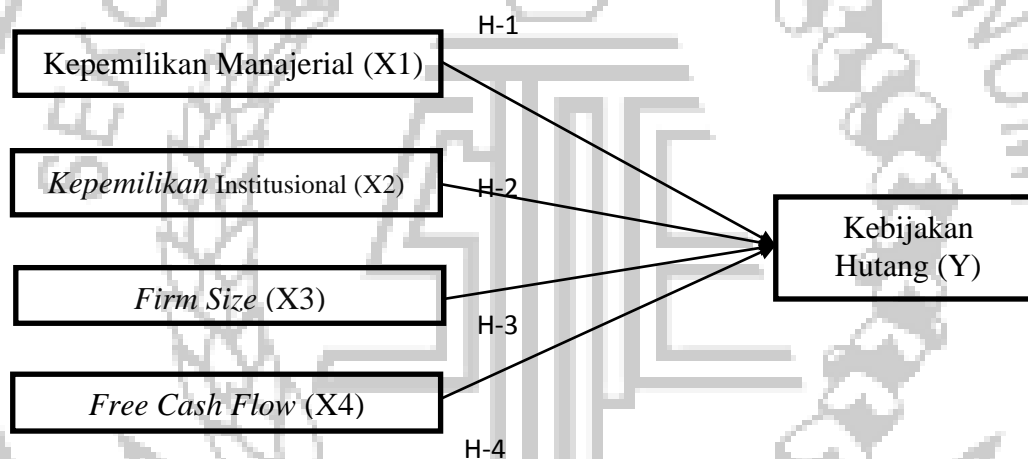 H-1
Kepemilikan Manajerial (X1)
Kepemilikan Institusional (X2)
H-2
Kebijakan
Hutang (Y)
Firm Size (X3)
H-3
Free Cash Flow (X4)
H-4